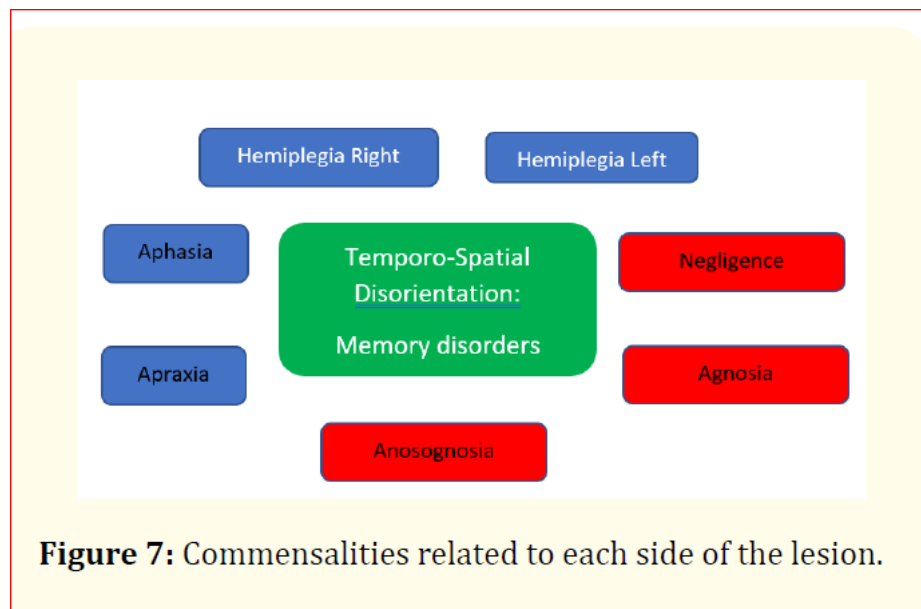 Hemiplegia Right
Hemiplegia Left
Aphasia
Temporo-Spatial
Disorientation:
Memory disorders
Negligence
Apraxia
Agnosia
Anosognosia
Figure 7: Commensalities related to each side of the lesion.